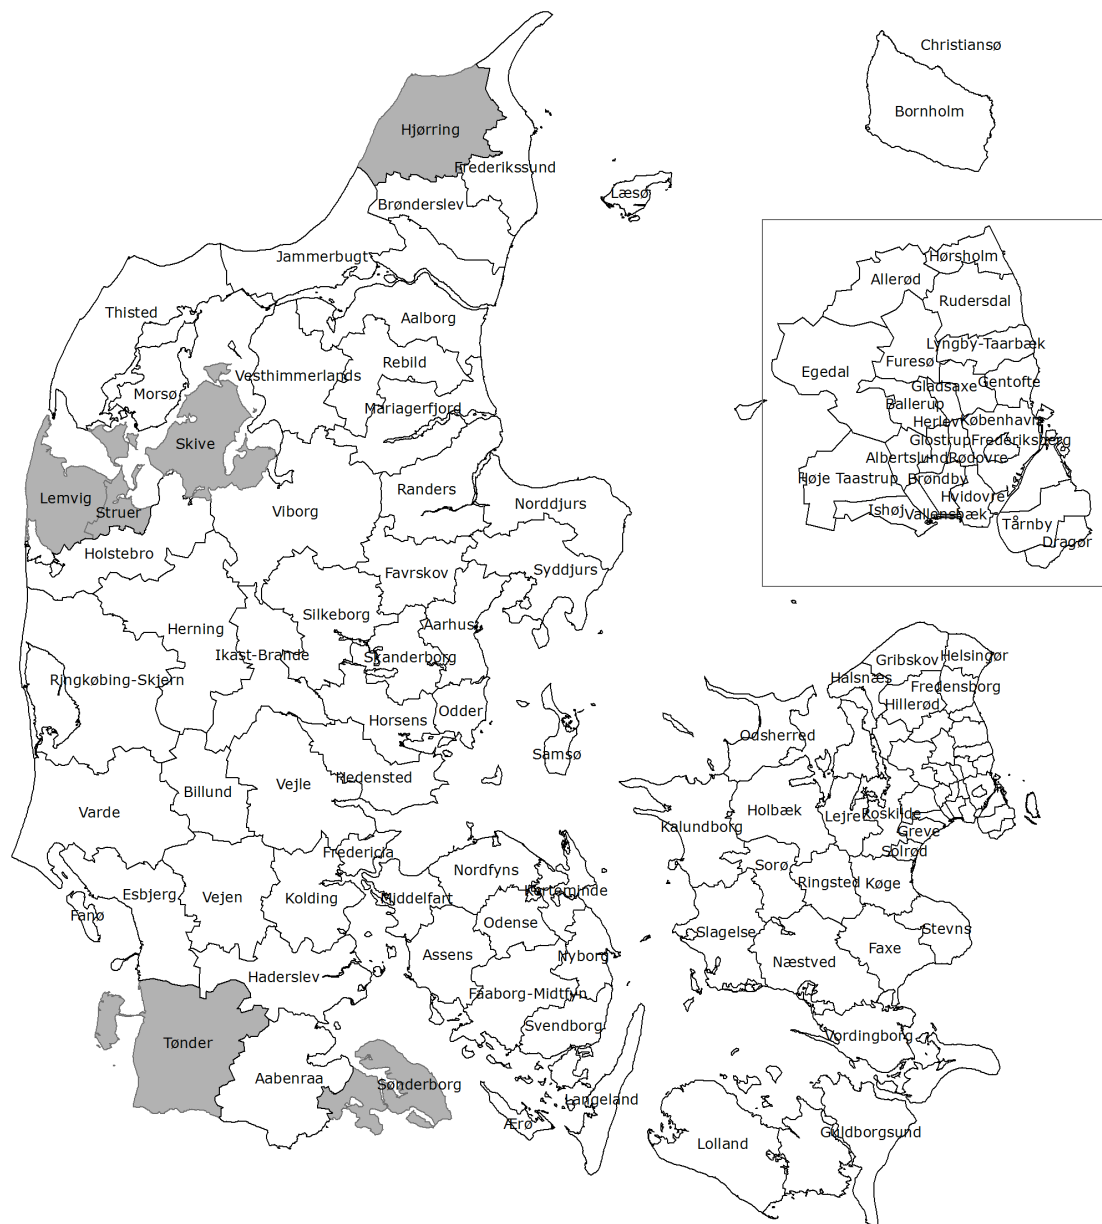 Christiansø
Bornholm
Hjørring
Frederikssund
Læsø
Brønderslev
Jammerbugt
Hørsholm
Allerød
Rudersdal
Thisted
Aalborg
Lyngby-Taarbæk
Rebild
Furesø
Egedal
Vesthimmerlands
Gladsaxe
Gentofte
Morsø
Ballerup
Mariagerfjord
Herlev
København
Skive
Glostrup
Frederiksberg
Albertslund
Rødovre
Høje Taastrup
Brøndby
Lemvig
Randers
Hvidovre
Norddjurs
Ishøj
Vallensbæk
Struer
Viborg
Tårnby
Dragør
Holstebro
Favrskov
Syddjurs
Silkeborg
Aarhus
Herning
Ikast-Brande
Skanderborg
Gribskov
Helsingør
Ringkøbing-Skjern
Halsnæs
Fredensborg
Hillerød
Odder
Horsens
Odsherred
Samsø
Hedensted
Vejle
Billund
Varde
Holbæk
Lejre
Roskilde
Kalundborg
Greve
Solrød
Fredericia
Nordfyns
Sorø
Ringsted
Køge
Esbjerg
Vejen
Kolding
Middelfart
Kerteminde
Fanø
Odense
Slagelse
Stevns
Faxe
Assens
Nyborg
Næstved
Haderslev
Faaborg-Midtfyn
Svendborg
Vordingborg
Tønder
Aabenraa
Sønderborg
Langeland
Ærø
Lolland
Guldborgsund